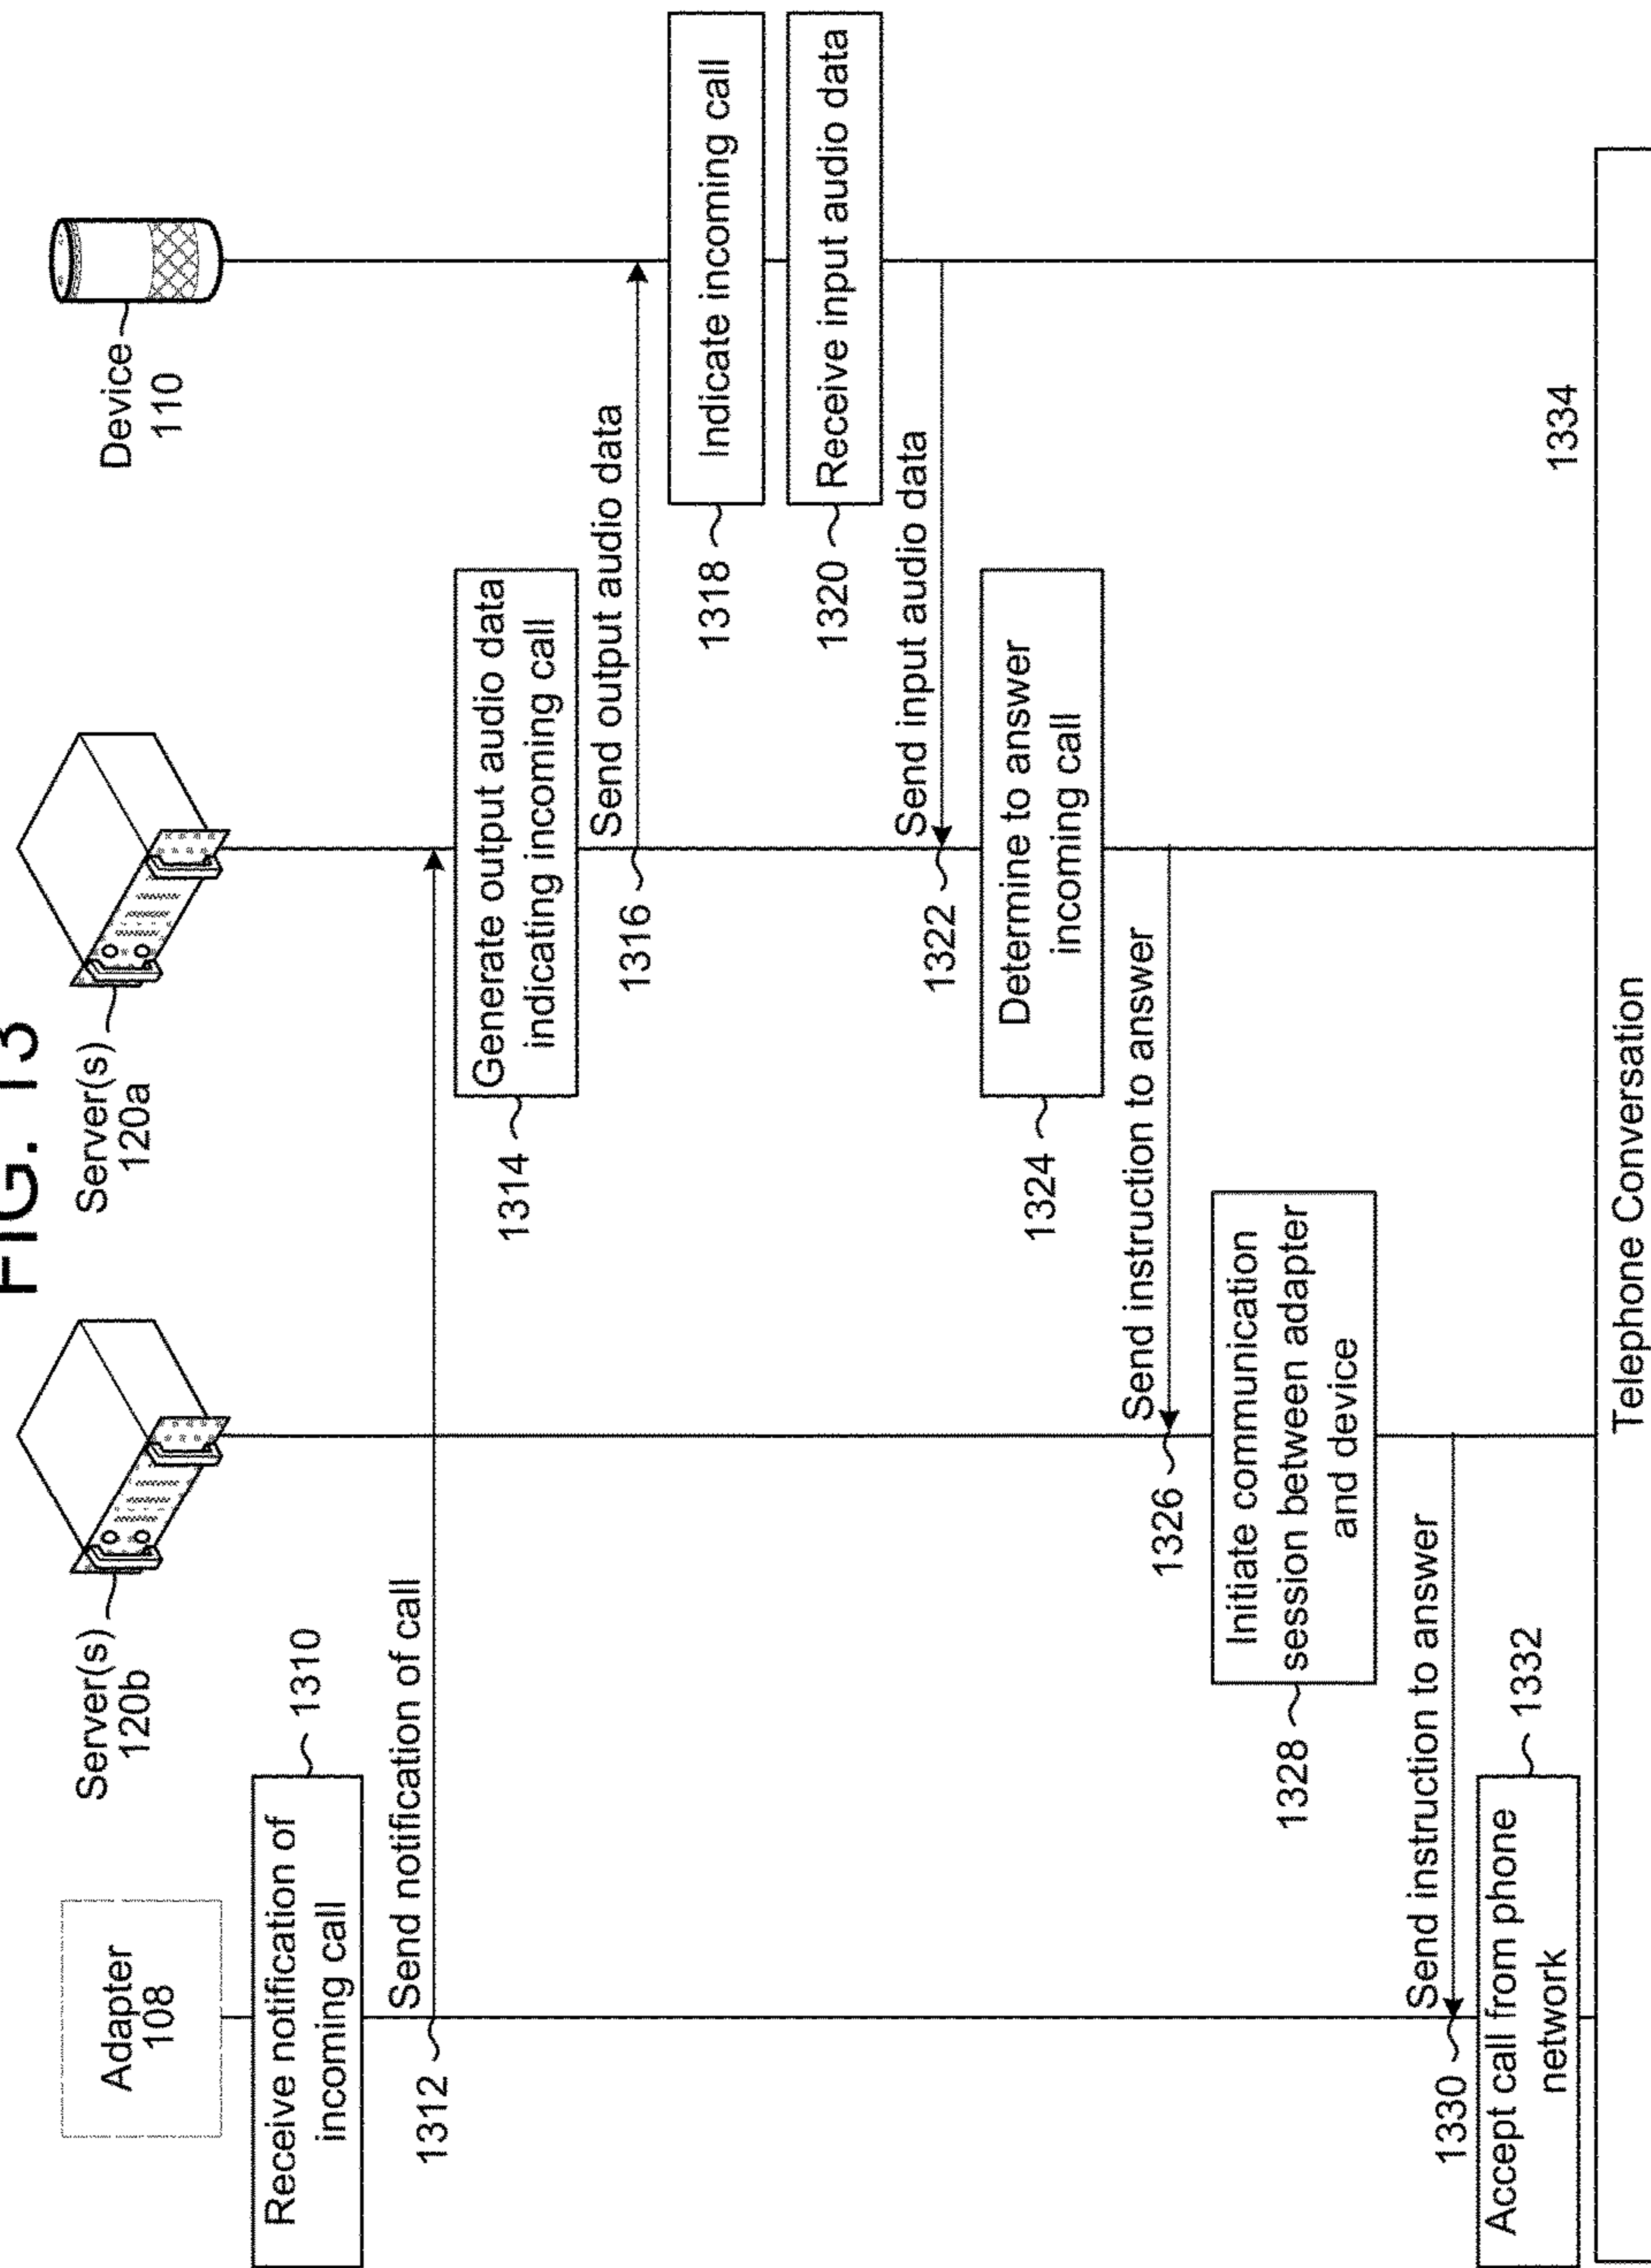 FIG. 13
Adapter
108
Server(s)
120b
Server(s)
120a
Device
110
Receive notification of
incoming call
1310
Send notification of call
1312
Generate output audio data
indicating incoming call
1314
Send output audio data
1316
Indicate incoming call
1318
Receive input audio data
1320
Send input audio data
1322
Determine to answer
incoming call
1324
Send instruction to answer
1326
Initiate communication
session between adapter
and device
1328
Send instruction to answer
1330
Accept call from phone
network
1332
1334
Telephone Conversation